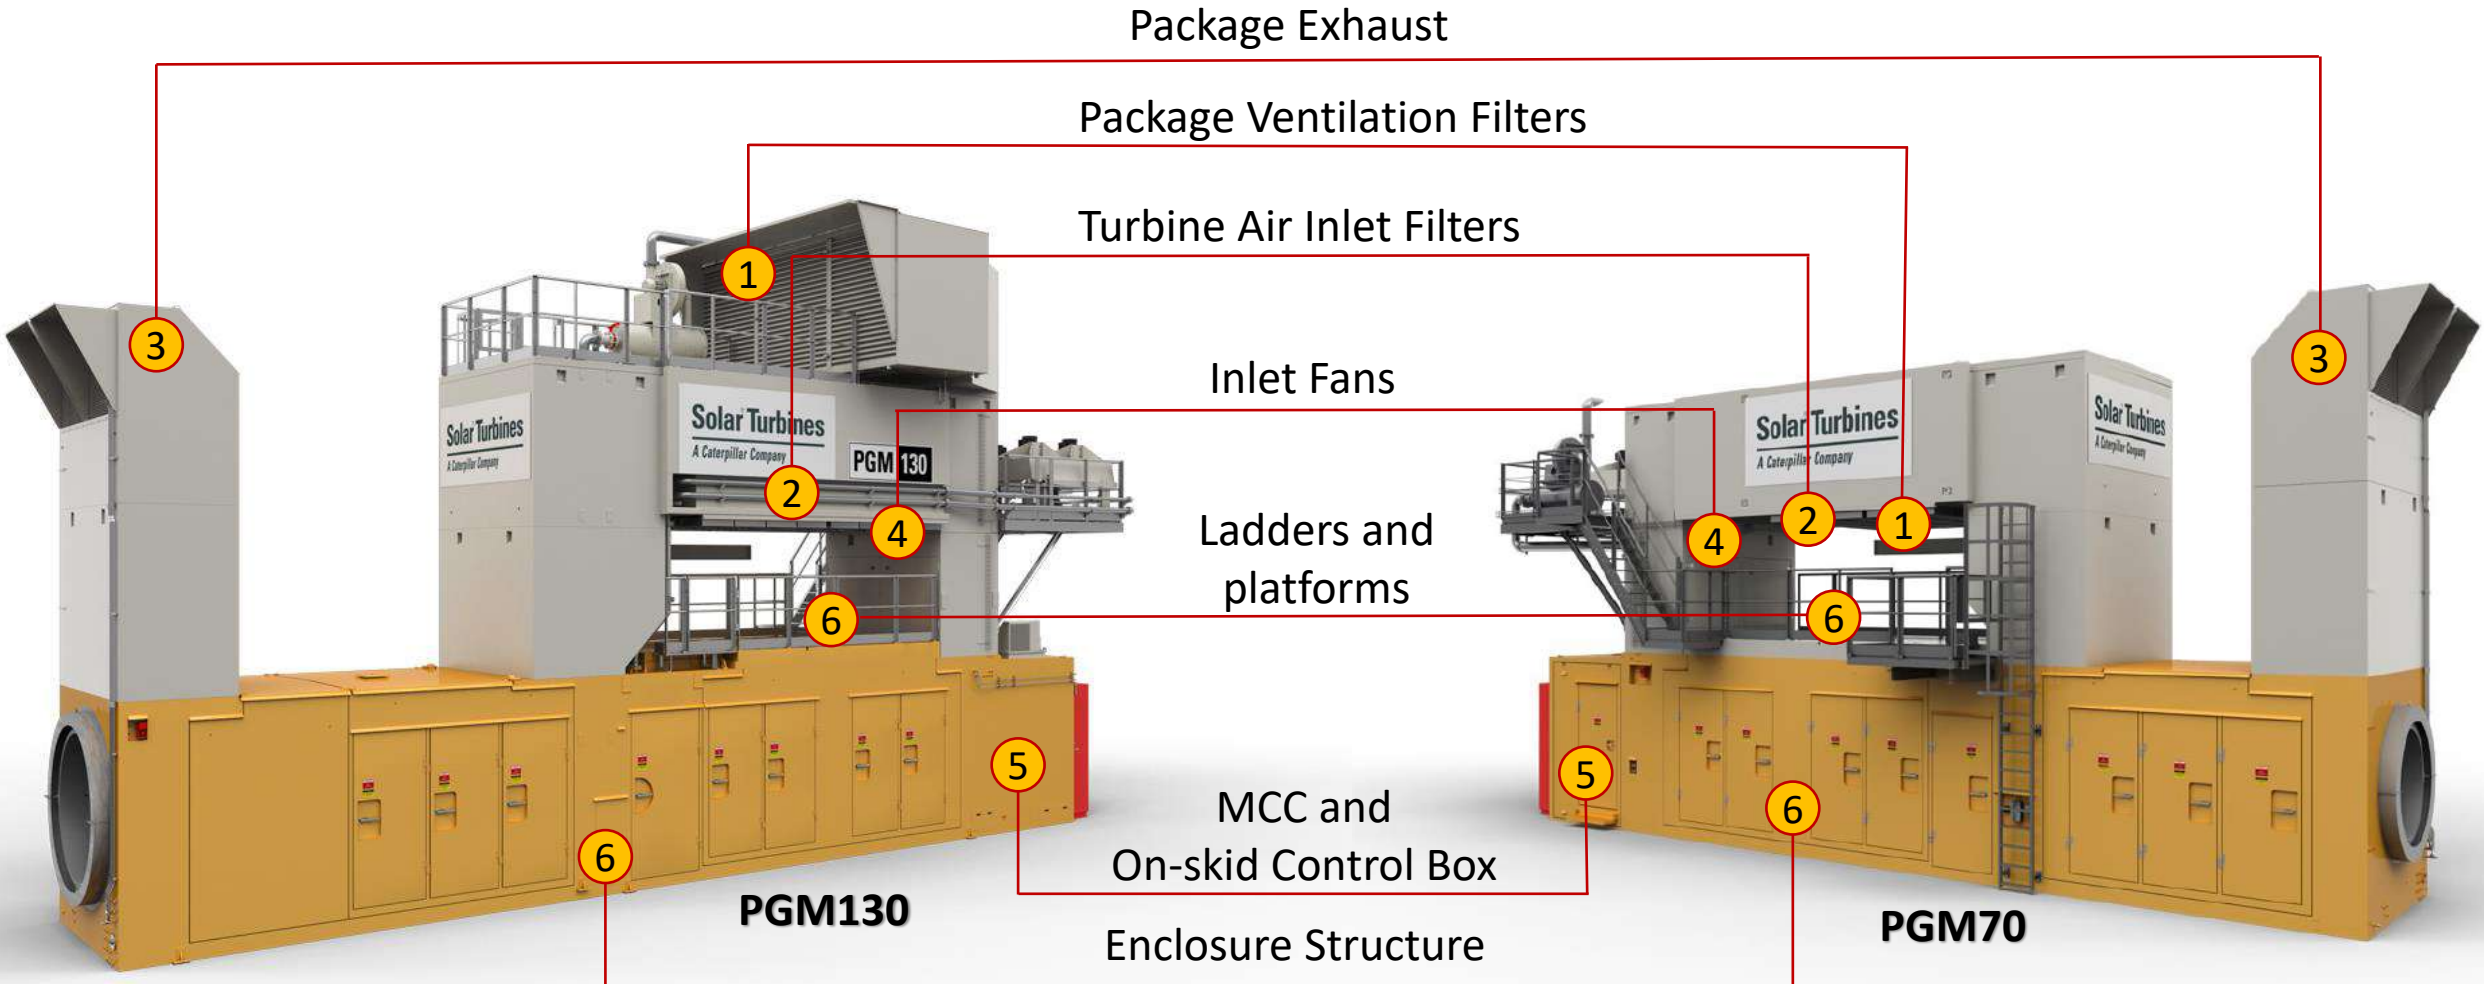 Package Exhaust
Package Ventilation Filters
Turbine Air Inlet Filters
1
3
3
Inlet Fans
Solar Turbines
A Caterpillar Company
Solar Turbines
A Caterpillar Company
PGM 130
Solar Turbines
A Caterpillar Company
Solar Turbines
A Caterpillar Company
2
4
4
2
1
Ladders and
platforms
6
6
5
5
MCC and
On-skid Control Box
6
6
PGM130
PGM70
Enclosure Structure